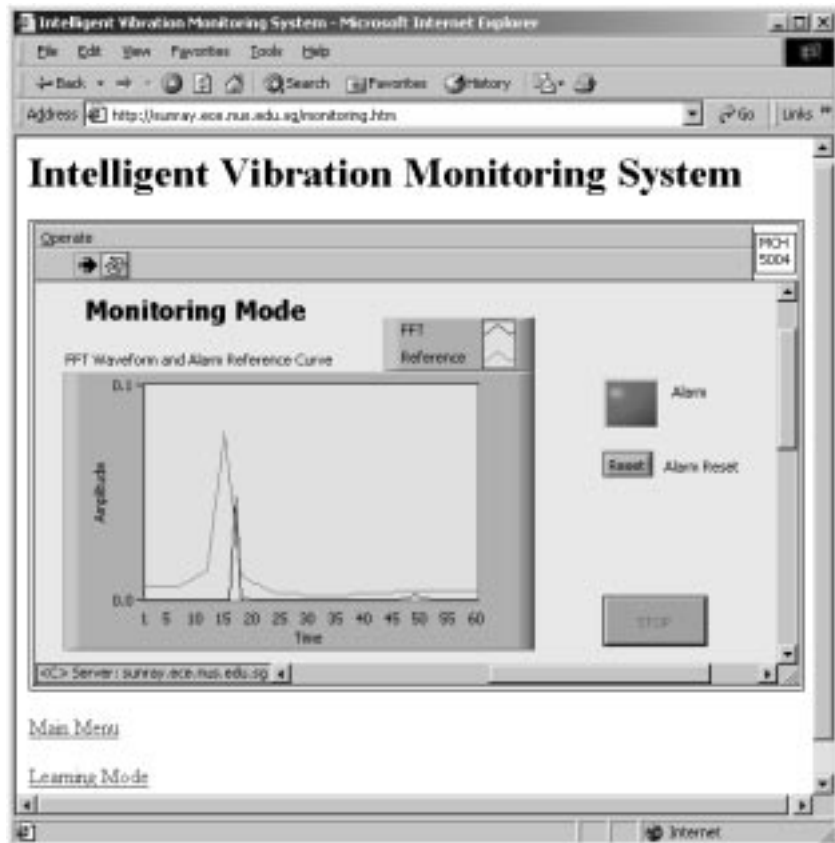 Intelligent Vibration Monitoring System - Microsoft Internet Explorer
File Edit View Favorites Tools Help
Back Search Favorites History
Address http://sunray.ece.nus.edu.sg/monitoring.htm Go Links »
Intelligent Vibration Monitoring System
Operate
MCH
5004
Monitoring Mode
FFT
Reference
FFT Waveform and Alarm Reference Curve
0.1
Alarm
Reset Alarm Reset
Amplitude
0.0
1 5 10 15 20 25 30 35 40 45 50 55 60
Time
STOP
<C> Server: sunray.ece.nus.edu.sg
Main Menu
Learning Mode
Internet